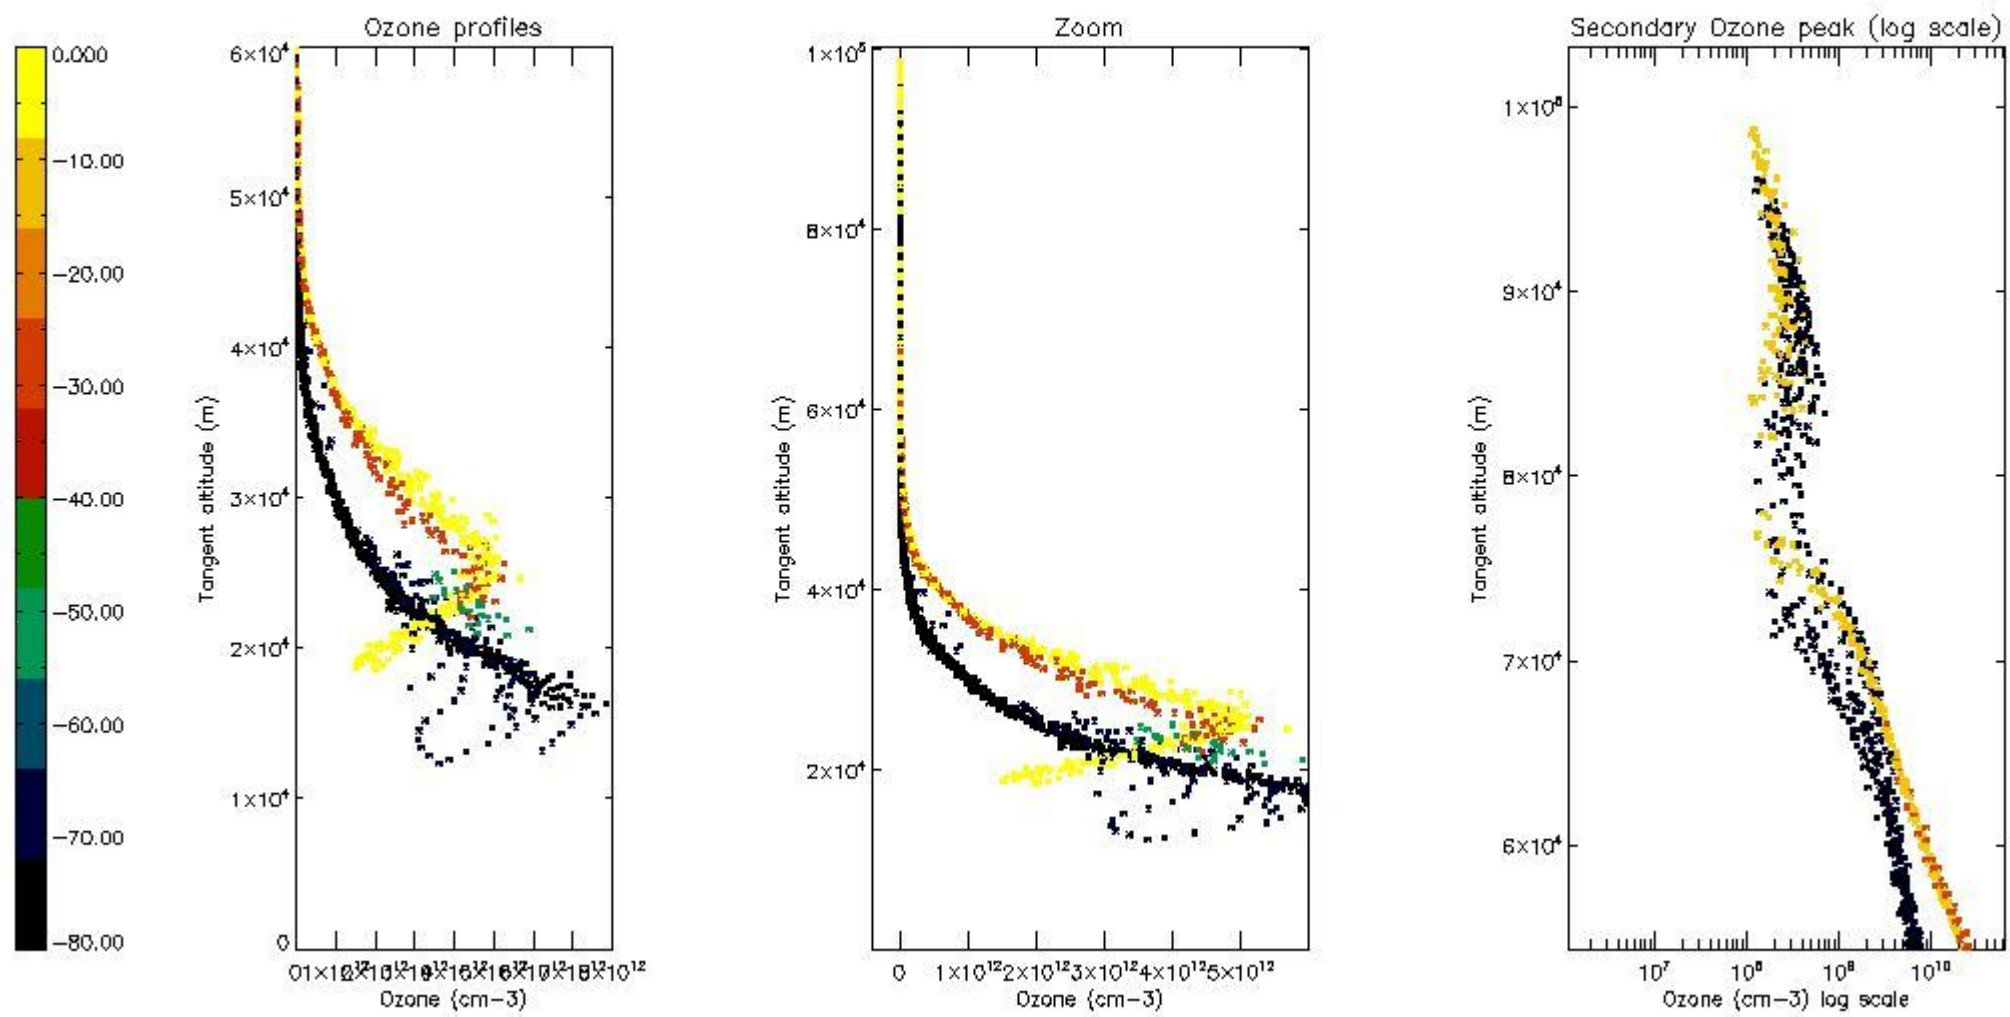 Ozone profiles
Zoom
Secondary Ozone peak (log scale)
0.000
−10.00
−20.00
−30.00
−40.00
−50.00
−60.00
−70.00
−80.00
6×10⁴
5×10⁴
4×10⁴
3×10⁴
2×10⁴
1×10⁴
0
Tangent altitude (m)
Ozone (cm−3)
1×10⁵
8×10⁴
6×10⁴
4×10⁴
2×10⁴
Tangent altitude (m)
0 1×10¹² 2×10¹² 3×10¹² 4×10¹² 5×10¹²
Ozone (cm−3)
1×10⁵
9×10⁴
8×10⁴
7×10⁴
6×10⁴
Tangent altitude (m)
10⁷ 10⁸ 10⁹ 10¹⁰
Ozone (cm−3) log scale